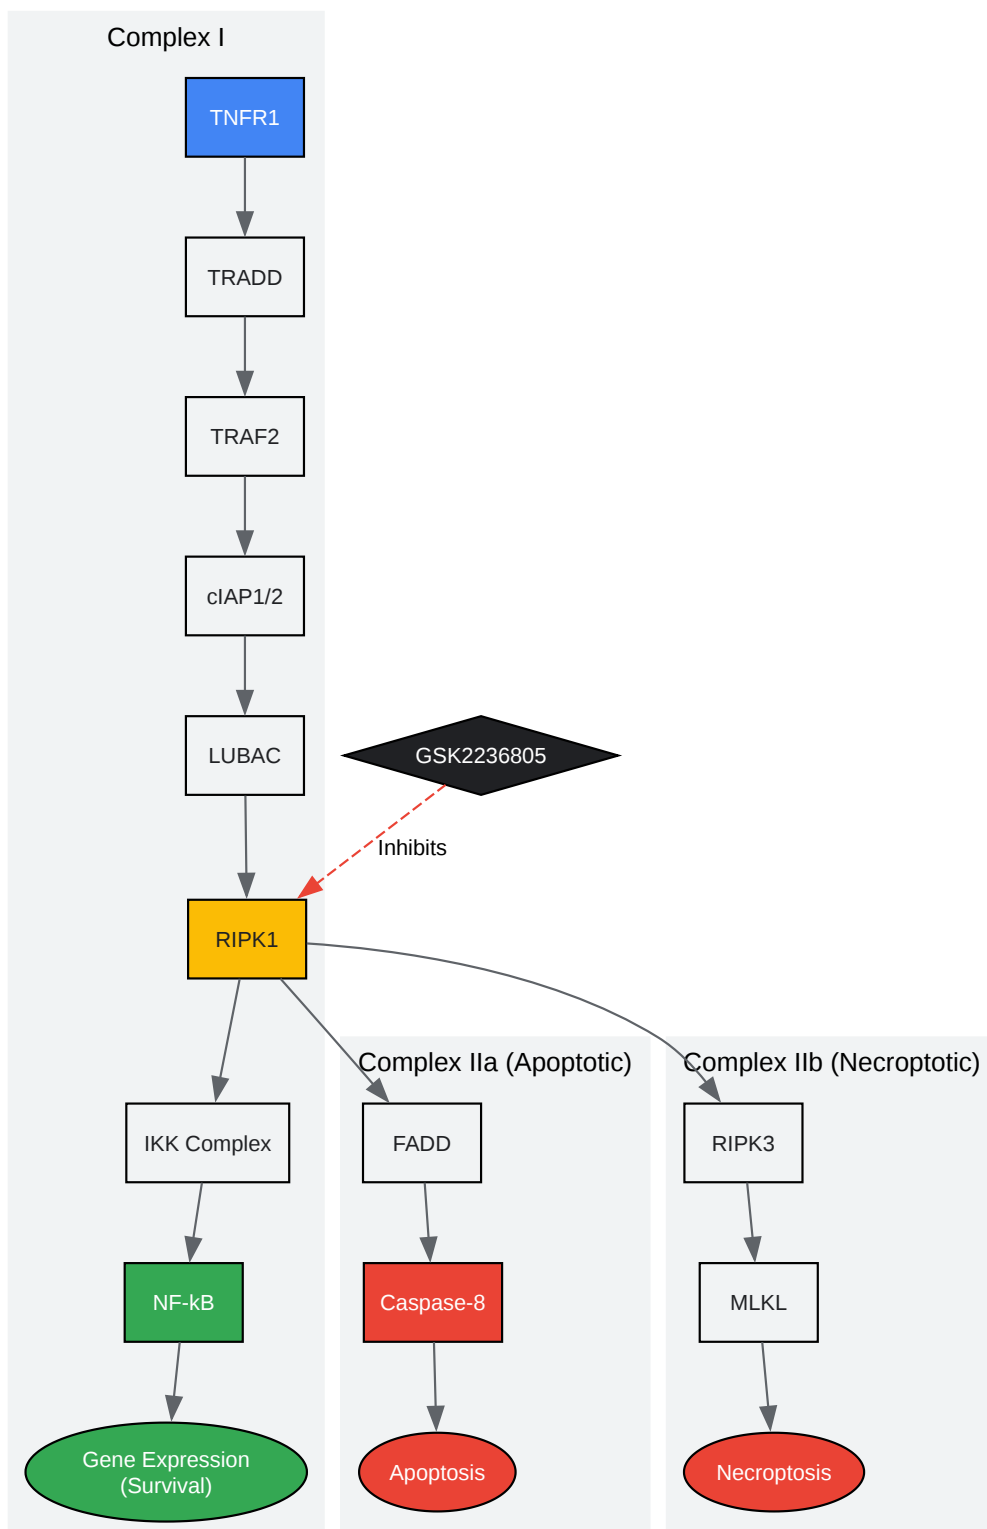 Complex I
TNFR1
TRADD
TRAF2
cIAP1/2
LUBAC
GSK2236805
Inhibits
RIPK1
Complex IIa (Apoptotic)
Complex IIb (Necroptotic)
IKK Complex
FADD
RIPK3
NF-kB
Caspase-8
MLKL
Gene Expression
(Survival)
Apoptosis
Necroptosis